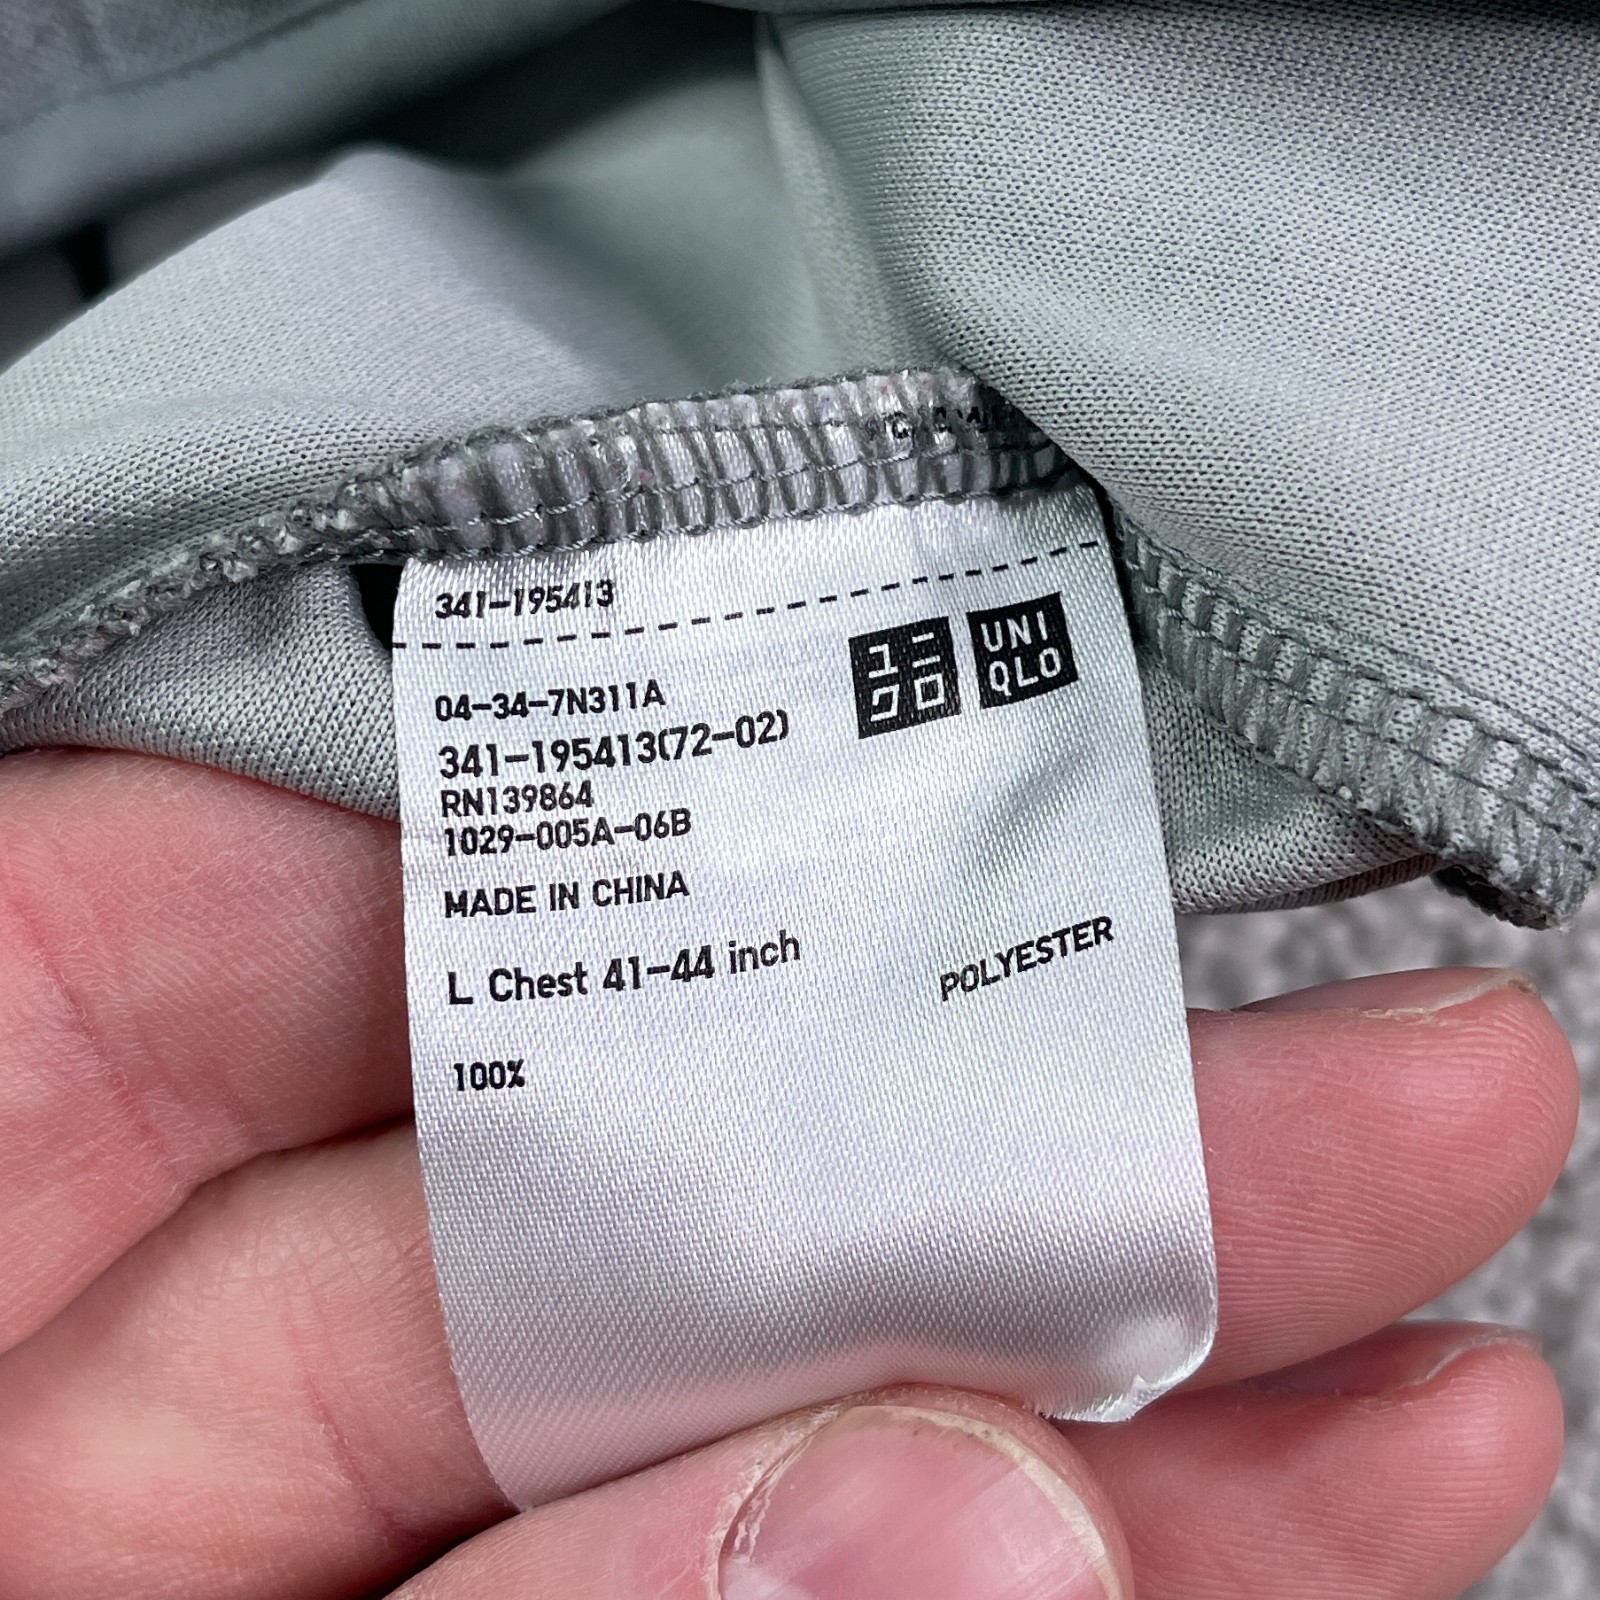 341-195413
ユニ
クロ
UNI
QLO
04-34-7N311A
341-195413(72-02)
RN139864
1029-005A-06B
MADE IN CHINA
L Chest 41-44 inch
100% POLYESTER